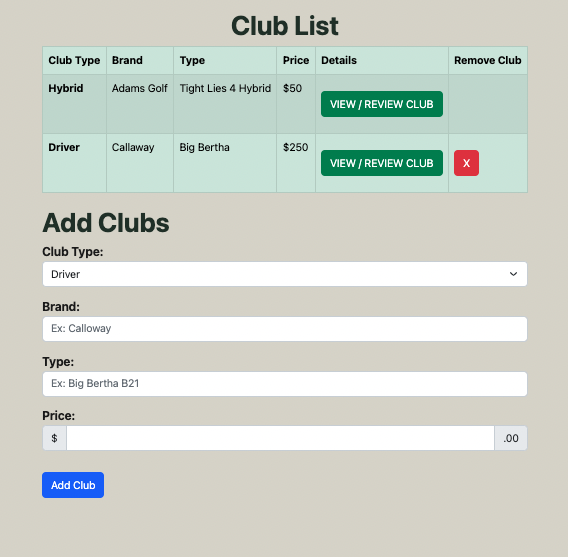 Club List
Club Type Brand Type Price Details Remove Club
Hybrid Adams Golf Tight Lies 4 Hybrid $50
VIEW / REVIEW CLUB
Driver Callaway Big Bertha $250
VIEW / REVIEW CLUB X
Add Clubs
Club Type:
Driver
Brand:
Ex: Calloway
Type:
Ex: Big Bertha B21
Price:
$ .00
Add Club